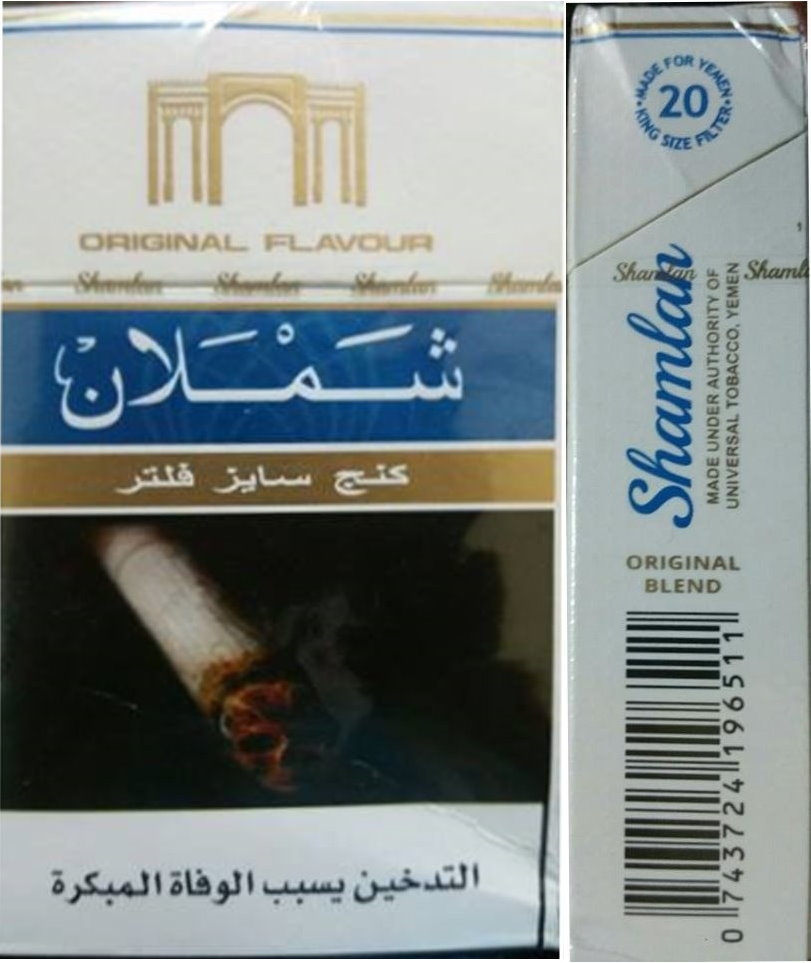 ORIGINAL FLAVOUR
Shamlan Shamlan Shamlan Shamlan
شَمْلَان
كنج سايز فلتر
التدخين يسبب الوفاة المبكرة
MADE FOR YEMEN
20
KING SIZE FILTER
Shamlan Shamlan
Shamlan
MADE UNDER AUTHORITY OF
UNIVERSAL TOBACCO, YEMEN
ORIGINAL
BLEND
0 743724 196511